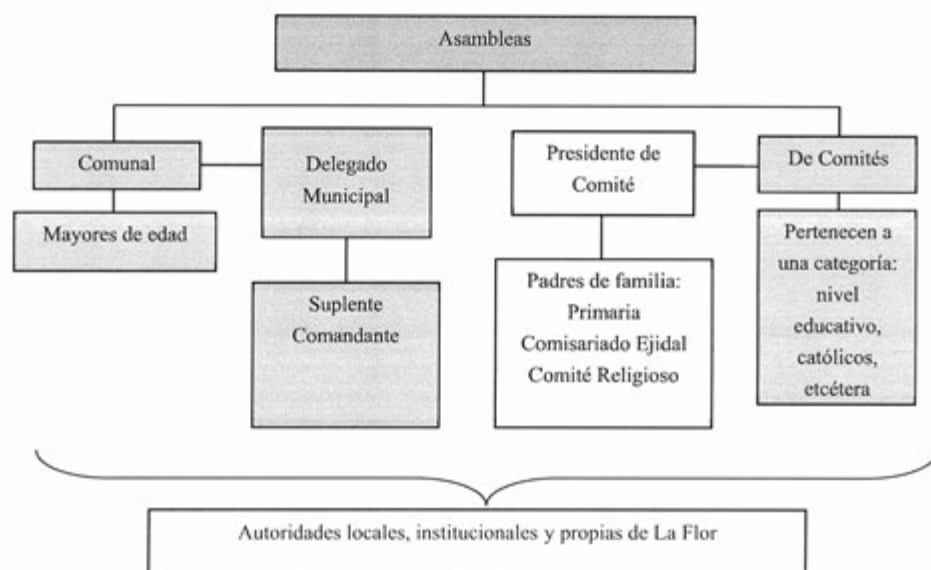 Asambleas
Comunal
Delegado
Municipal
Presidente de
Comité
De Comités
Mayores de edad
Suplente
Comandante
Padres de familia:
Primaria
Comisariado Ejidal
Comité Religioso
Pertenecen a
una categoría:
nivel
educativo,
católicos,
etcétera
Autoridades locales, institucionales y propias de La Flor